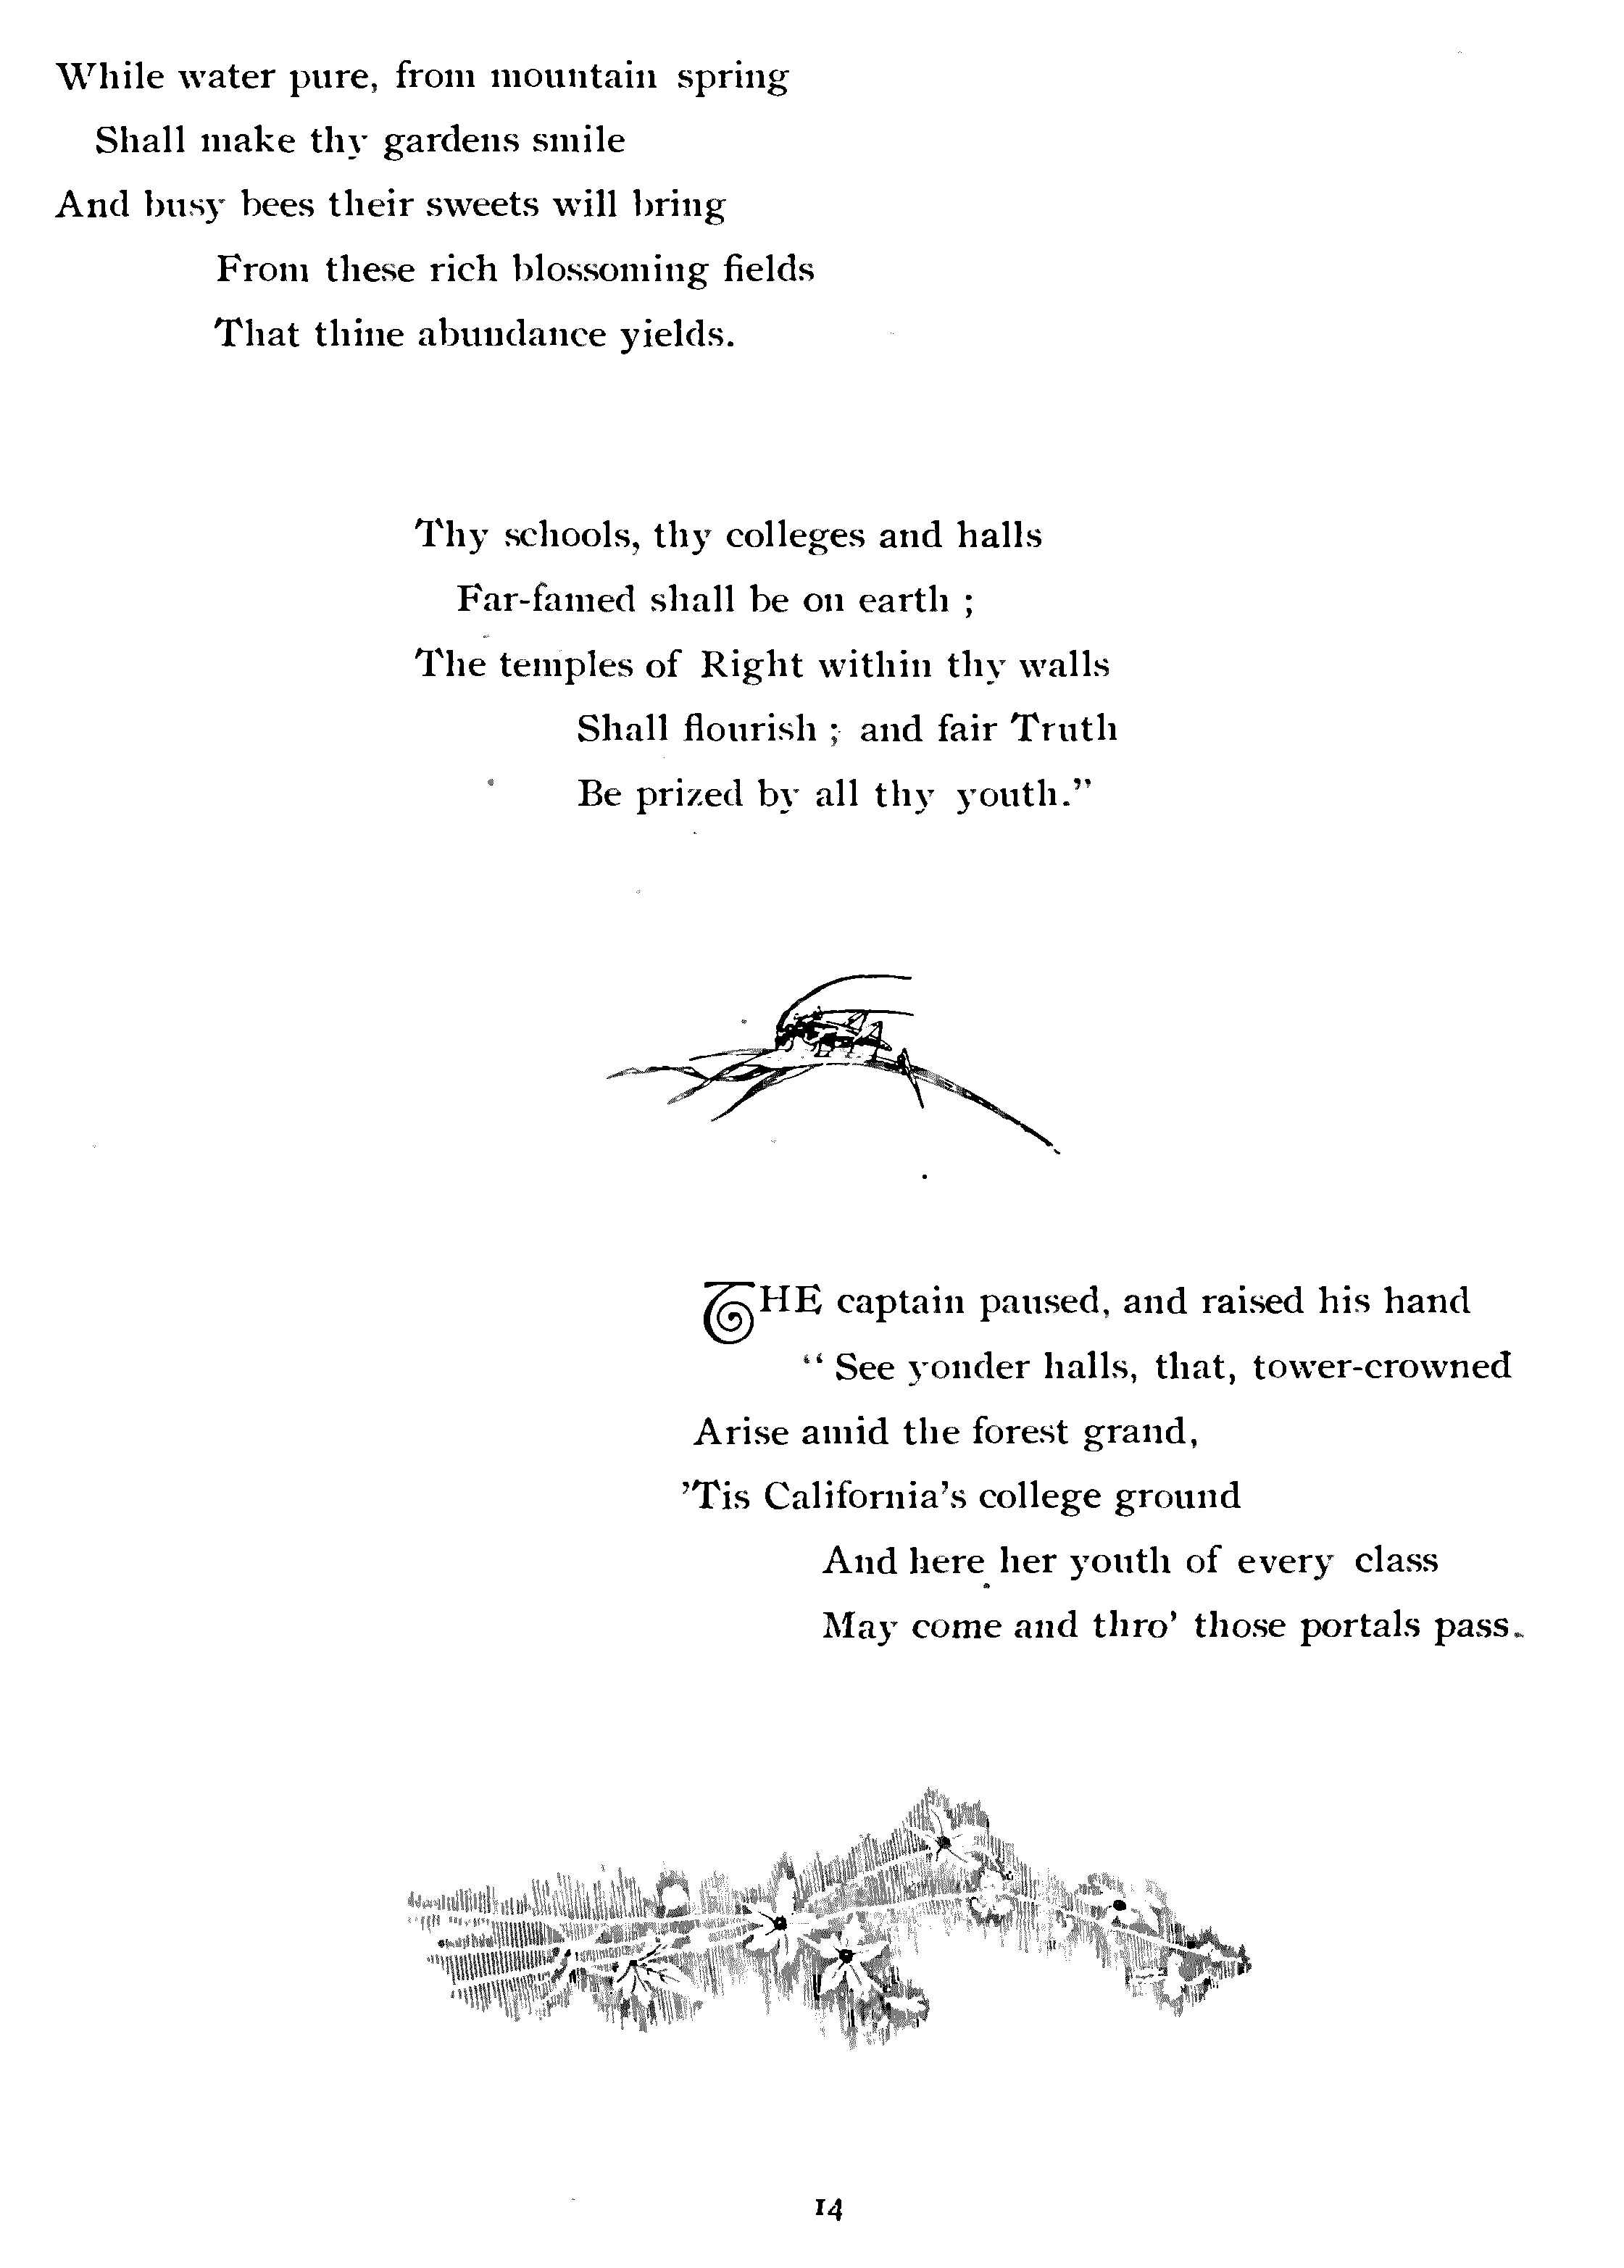 While water pure, from mountain spring
Shall make thy gardens smile
And busy bees their sweets will bring
From these rich blossoming fields
That thine abundance yields.
Thy schools, thy colleges and halls
Far-famed shall be on earth ;
The temples of Right within thy walls
Shall flourish ; and fair Truth
Be prized by all thy youth.”
THE captain paused, and raised his hand
“ See yonder halls, that, tower-crowned
Arise amid the forest grand,
’Tis California’s college ground
And here her youth of every class
May come and thro’ those portals pass.
14